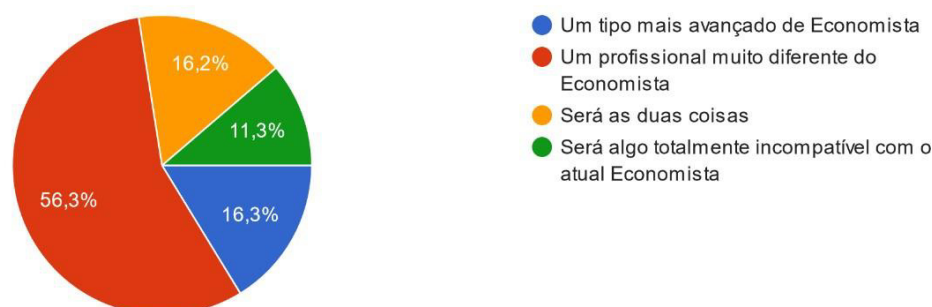 16,2%
11,3%
56,3%
16,3%
Um tipo mais avançado de Economista
Um profissional muito diferente do
Economista
Será as duas coisas
Será algo totalmente incompatível com o
atual Economista